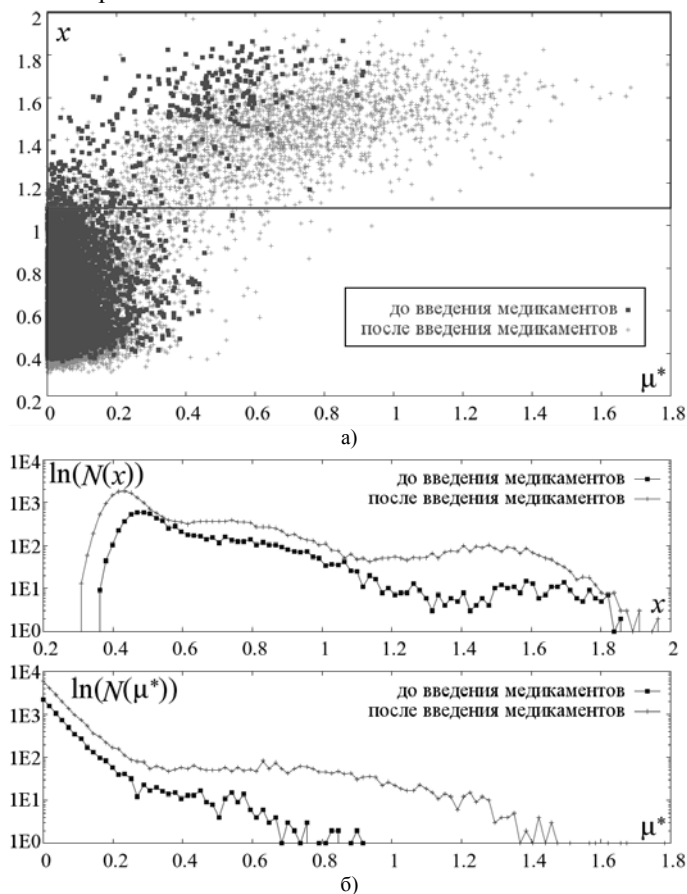 2
x
1.8
1.6
1.4
1.2
1
0.8
0.6
0.4
0.2
до введения медикаментов
после введения медикаментов
μ*
0 0.2 0.4 0.6 0.8 1 1.2 1.4 1.6 1.8
а)
1E4
ln(N(x))
до введения медикаментов
после введения медикаментов
1E3
1E2
1E1
1E0
x
0.2 0.4 0.6 0.8 1 1.2 1.4 1.6 1.8 2
1E4
ln(N(μ*))
до введения медикаментов
после введения медикаментов
1E3
1E2
1E1
1E0
μ*
0 0.2 0.4 0.6 0.8 1 1.2 1.4 1.6 1.8
б)